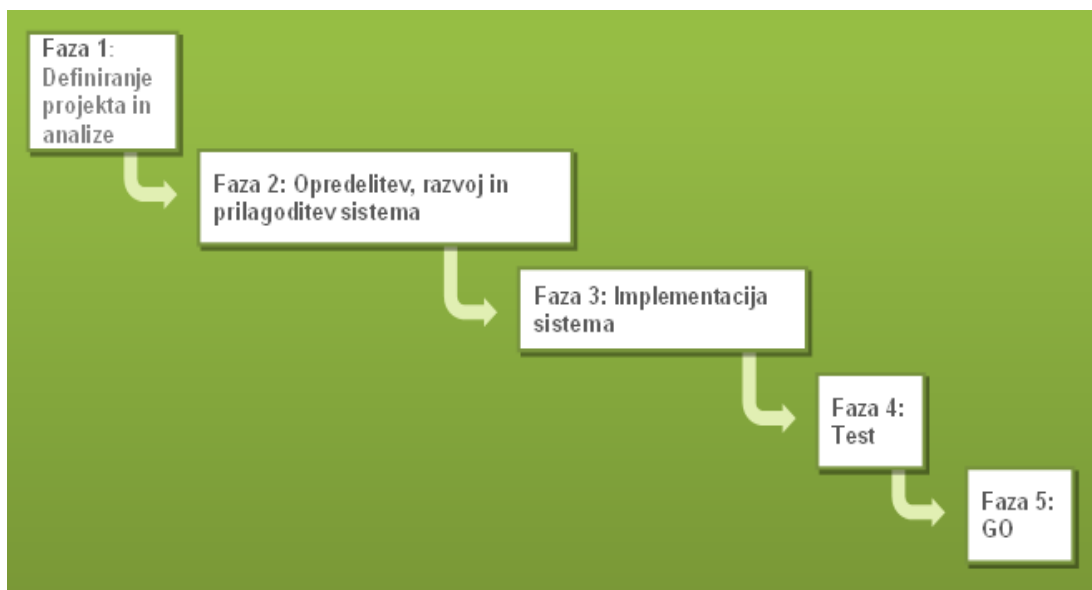 Faza 1:
Definiranje
projekta in
analize
Faza 2: Opredelitev, razvoj in
prilagoditev sistema
Faza 3: Implementacija
sistema
Faza 4:
Test
Faza 5:
GO